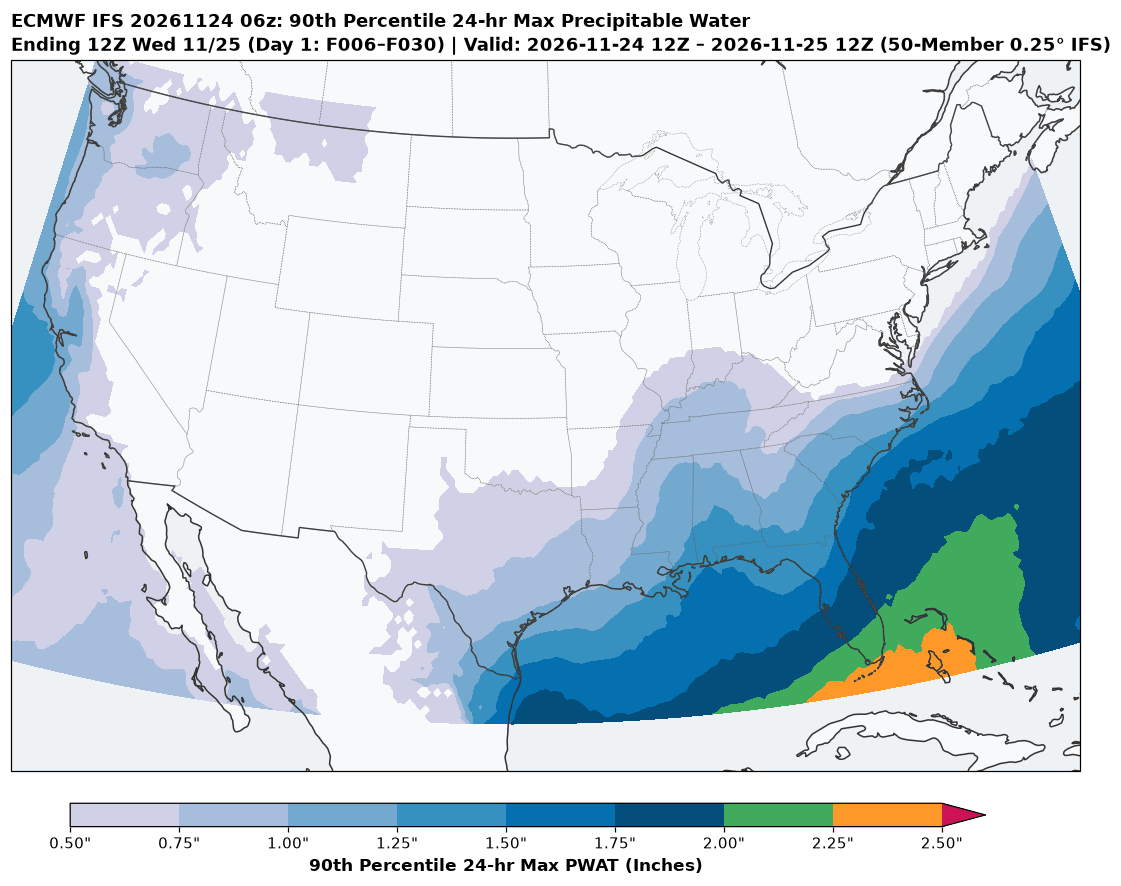 ECMWF IFS 20261124 06z: 90th Percentile 24-hr Max Precipitable Water
Ending 12Z Wed 11/25 (Day 1: F006–F030) | Valid: 2026-11-24 12Z – 2026-11-25 12Z (50-Member 0.25° IFS)
0.50" 0.75" 1.00" 1.25" 1.50" 1.75" 2.00" 2.25" 2.50"
90th Percentile 24-hr Max PWAT (Inches)